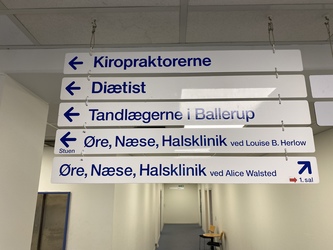 Kiropraktorerne
Diætist
Tandlægerne i Ballerup
Øre, Næse, Halsklinik ved Louise B. Herlow
Stuen
Øre, Næse, Halsklinik ved Alice Walsted
1. sal